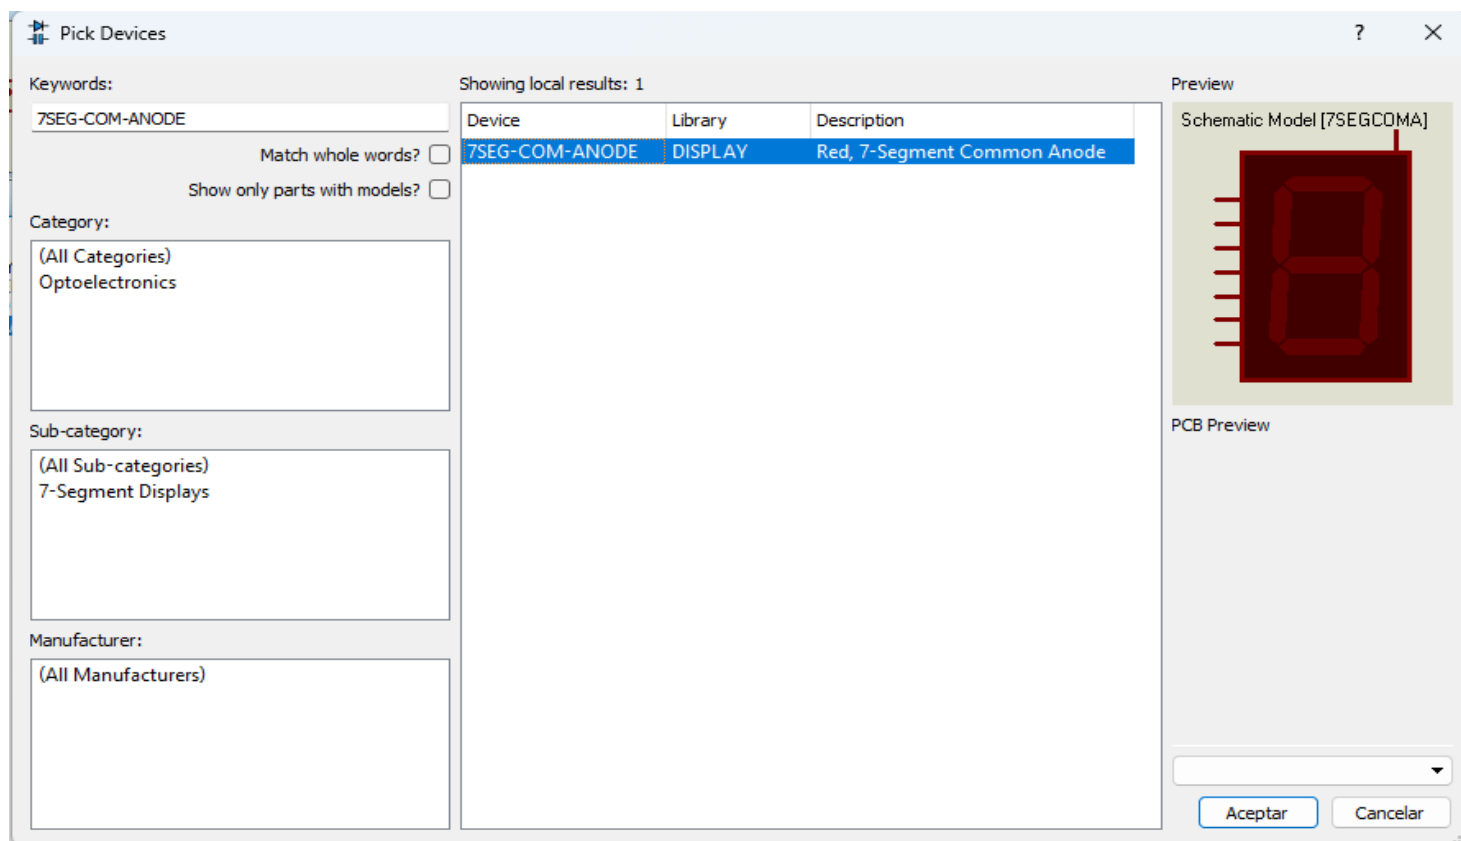 Pick Devices
?
Keywords:
7SEG-COM-ANODE
Match whole words?
Show only parts with models?
Category:
(All Categories)
Optoelectronics
Sub-category:
(All Sub-categories)
7-Segment Displays
Manufacturer:
(All Manufacturers)
Showing local results: 1
Device Library Description
7SEG-COM-ANODE DISPLAY Red, 7-Segment Common Anode
Preview
Schematic Model [7SEGCOMA]
PCB Preview
Aceptar Cancelar